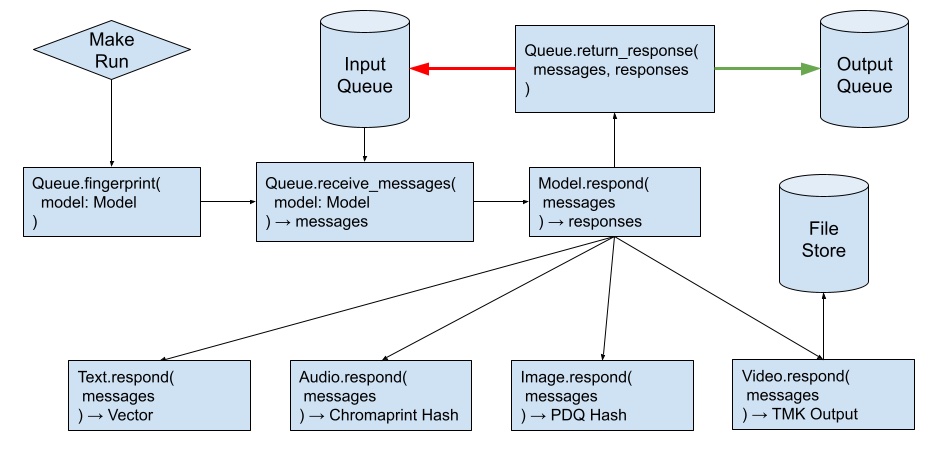 Make
Run
Input
Queue
Queue.return_response(
messages, responses
)
Output
Queue
Queue.fingerprint(
model: Model
)
Queue.receive_messages(
model: Model
) → messages
Model.respond(
messages
) → responses
File
Store
Text.respond(
messages
) → Vector
Audio.respond(
messages
) → Chromaprint Hash
Image.respond(
messages
) → PDQ Hash
Video.respond(
messages
) → TMK Output